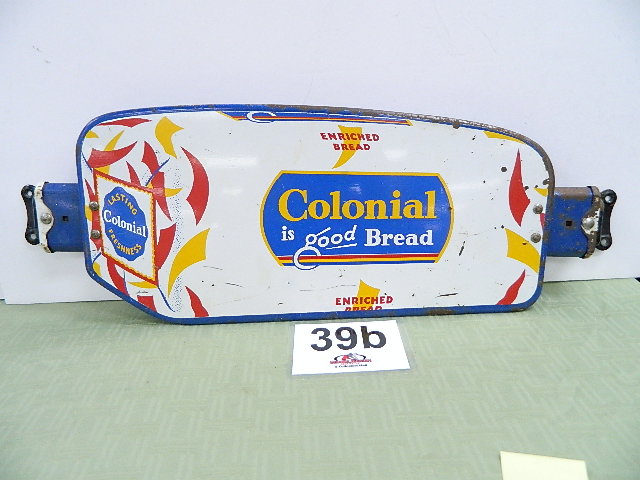 ENRICHED
BREAD
LASTING
Colonial
FRESHNESS
Colonial
is good Bread
ENRICHED
BREAD
39b